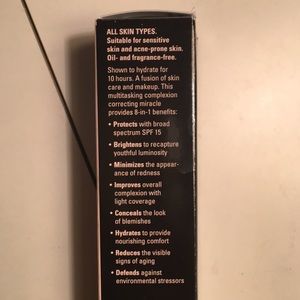 ALL SKIN TYPES.
Suitable for sensitive
skin and acne-prone skin.
Oil- and fragrance-free.
Shown to hydrate for
10 hours. A fusion of skin
care and makeup. This
multitasking complexion
correcting miracle
provides 8-in-1 benefits:
• Protects with broad
spectrum SPF 15
• Brightens to recapture
youthful luminosity
• Minimizes the appear-
ance of redness
• Improves overall
complexion with
light coverage
• Conceals the look
of blemishes
• Hydrates to provide
nourishing comfort
• Reduces the visible
signs of aging
• Defends against
environmental stressors